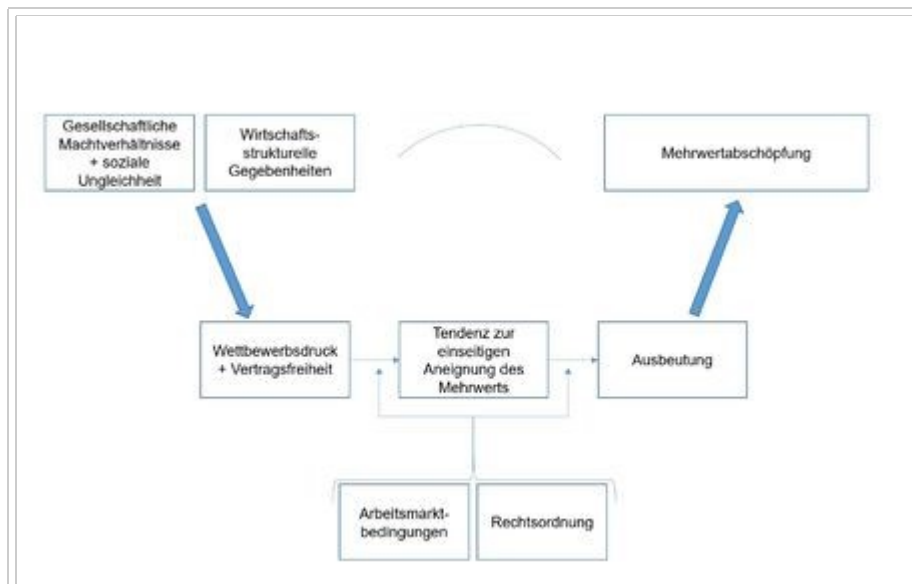 Gesellschaftliche
Machtverhältnisse
+ soziale
Ungleichheit
Wirtschafts-
strukturelle
Gegebenheiten
Mehrwertabschöpfung
Wettbewerbsdruck
+ Vertragsfreiheit
Tendenz zur
einseitigen
Aneignung des
Mehrwerts
Ausbeutung
Arbeitsmarkt-
bedingungen
Rechtsordnung